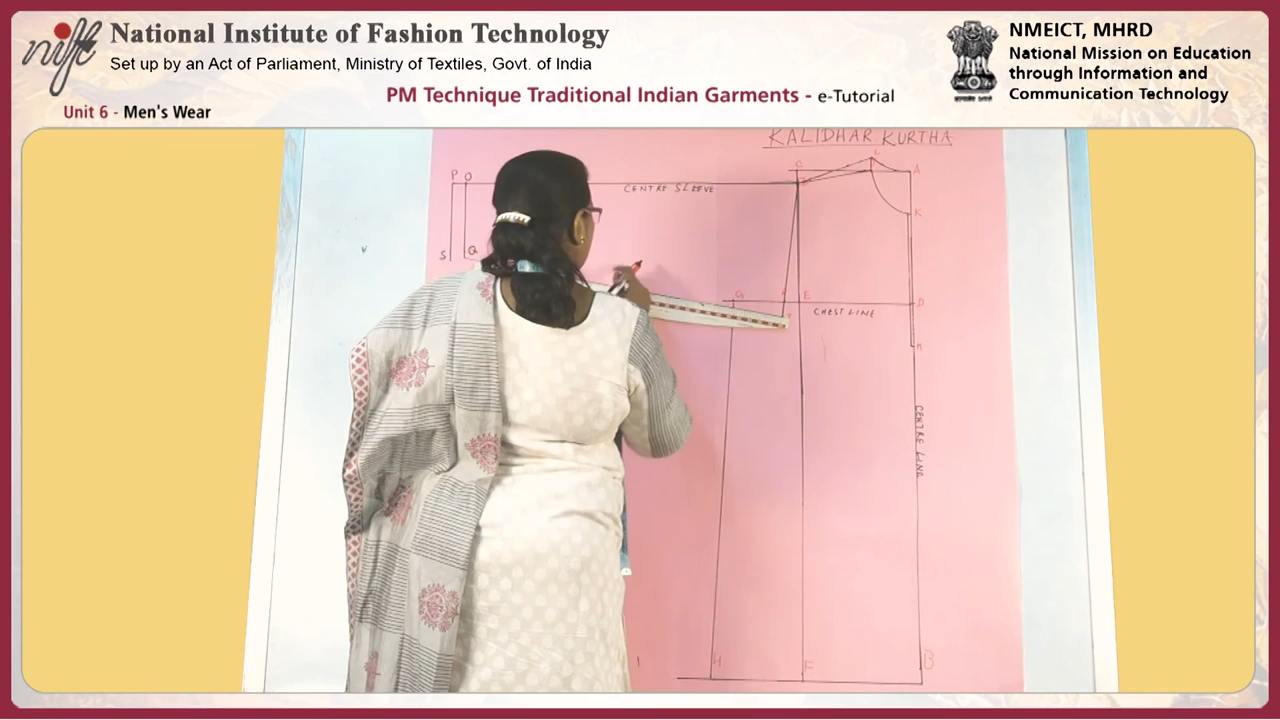 nift
National Institute of Fashion Technology
Set up by an Act of Parliament, Ministry of Textiles, Govt. of India
Unit 6 - Men's Wear
PM Technique Traditional Indian Garments - e-Tutorial
NMEICT, MHRD
National Mission on Education
through Information and
Communication Technology
KALIDHAR KURTHA
P O
CENTRE SLEEVE
C
L
A
K
S
Q
G
E
D
CHEST LINE
CENTRE LINE
H
F
B